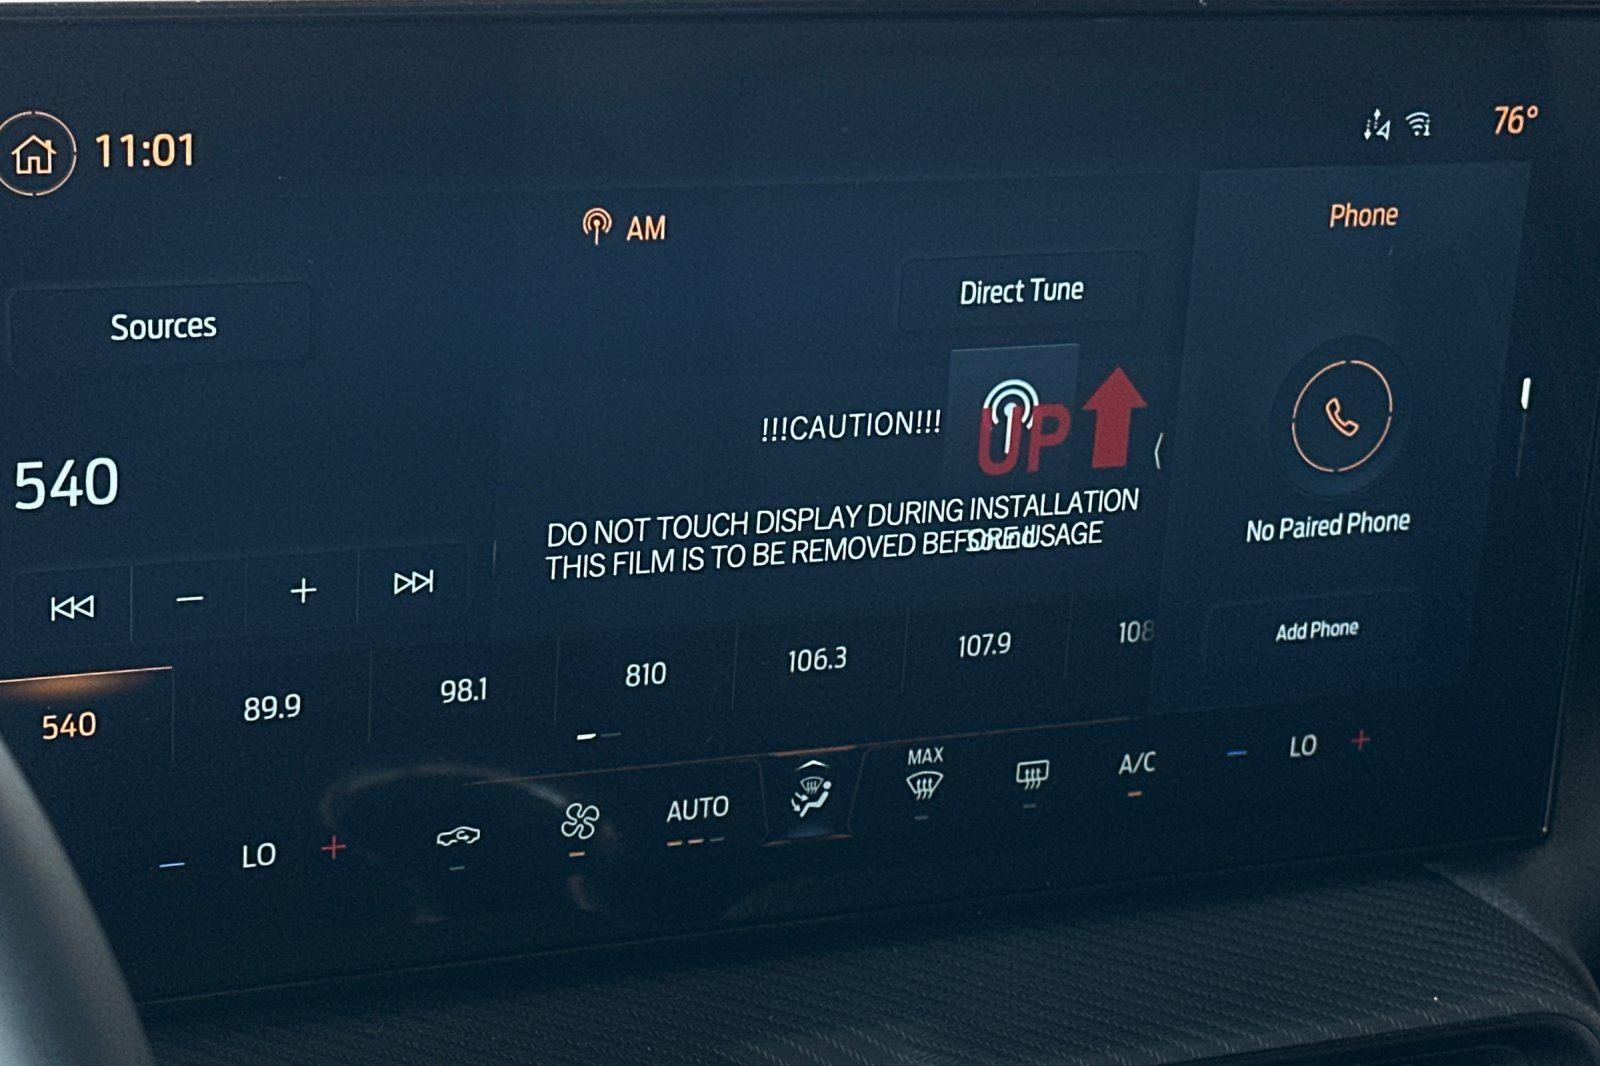 11:01
76°
AM
Phone
Sources
Direct Tune
!!!CAUTION!!!
UP
540
DO NOT TOUCH DISPLAY DURING INSTALLATION
THIS FILM IS TO BE REMOVED BEFORE USAGE
Sound
No Paired Phone
Add Phone
540
89.9
98.1
810
106.3
107.9
108
LO
AUTO
MAX
A/C
LO